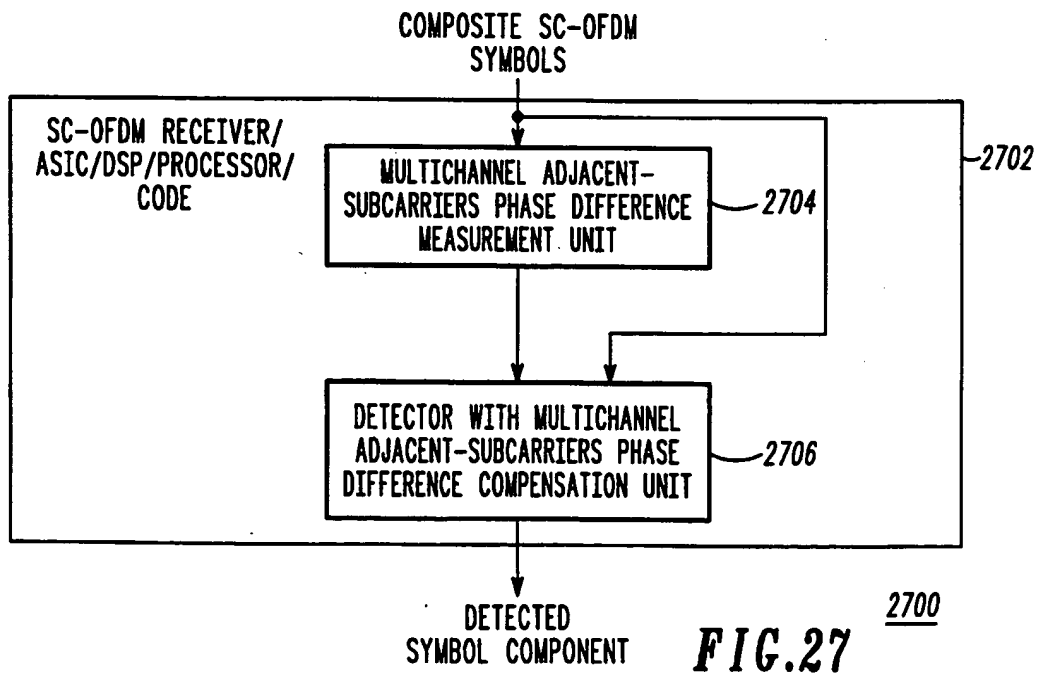 COMPOSITE SC-OFDM
SYMBOLS
SC-OFDM RECEIVER/
ASIC/DSP/PROCESSOR/
CODE
2702
MULTICHANNEL ADJACENT-
SUBCARRIERS PHASE DIFFERENCE
MEASUREMENT UNIT
2704
DETECTOR WITH MULTICHANNEL
ADJACENT-SUBCARRIERS PHASE
DIFFERENCE COMPENSATION UNIT
2706
DETECTED
SYMBOL COMPONENT
2700
FIG.27